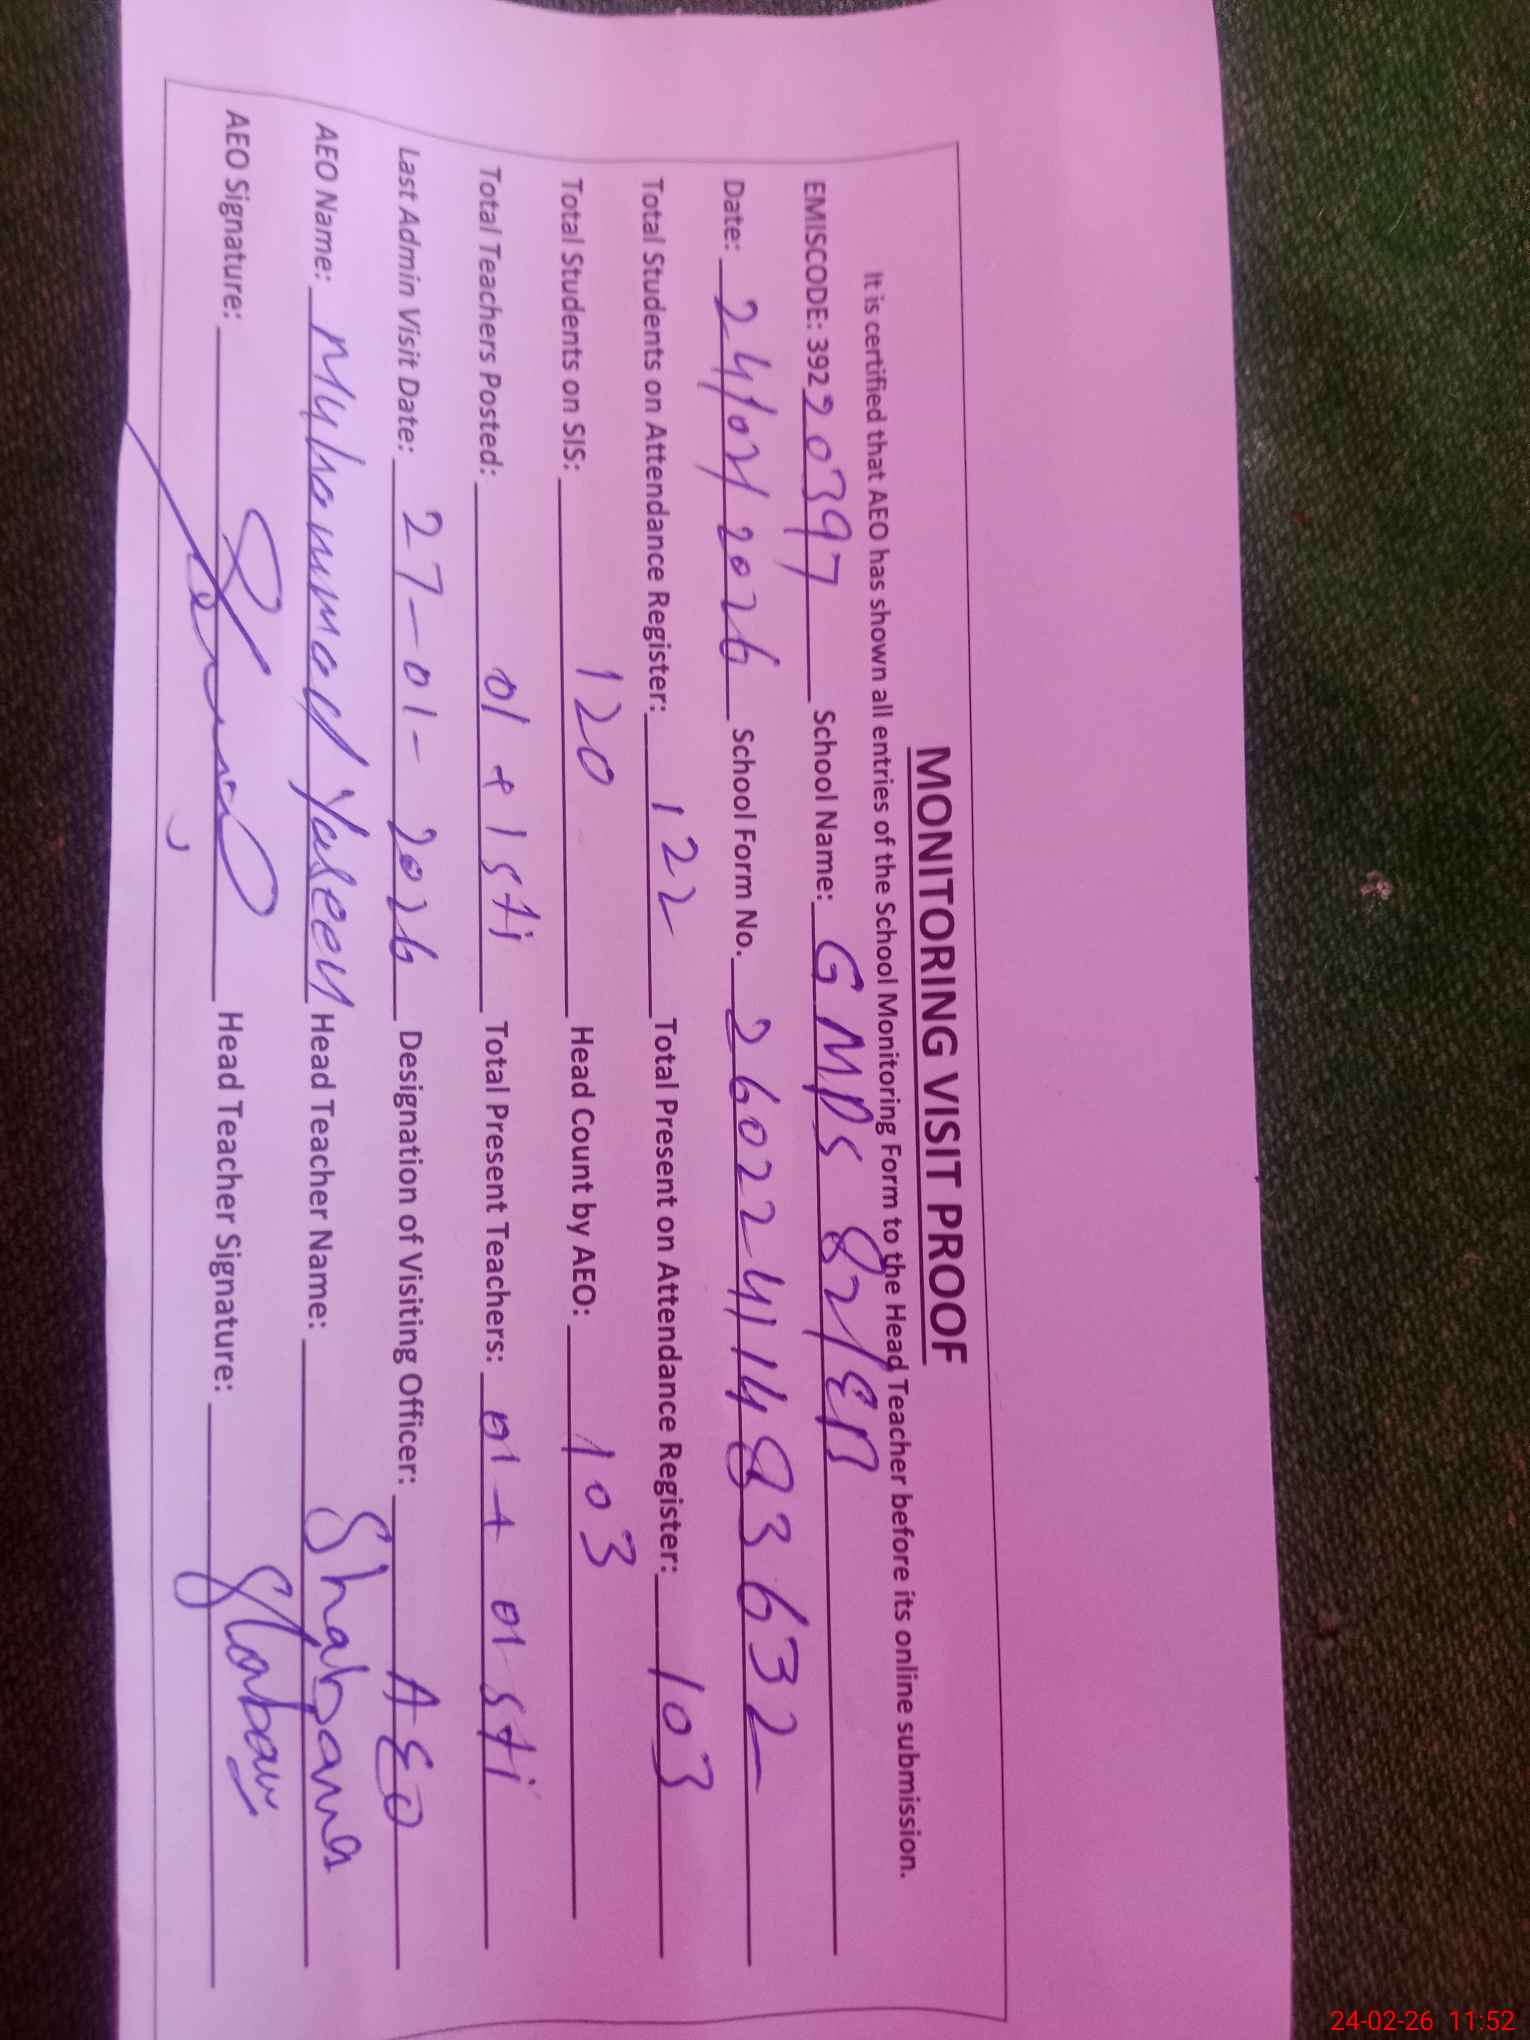 MONITORING VISIT PROOF
It is certified that AEO has shown all entries of the School Monitoring Form to the Head Teacher before its online submission.
EMISCODE: 39220397 School Name: GMPS 82/ER
Date: 24/02/2026 School Form No. 26022411483632
Total Students on Attendance Register: 122 Total Present on Attendance Register: 103
Total Students on SIS: 120 Head Count by AEO: 103
Total Teachers Posted: 01 + 1 sti Total Present Teachers: 01 + 01 sti
Last Admin Visit Date: 27-01-2026 Designation of Visiting Officer: AEO
AEO Name: Muhammad Yaseen Head Teacher Name: Shabana
AEO Signature: Head Teacher Signature:
24-02-26 11:52